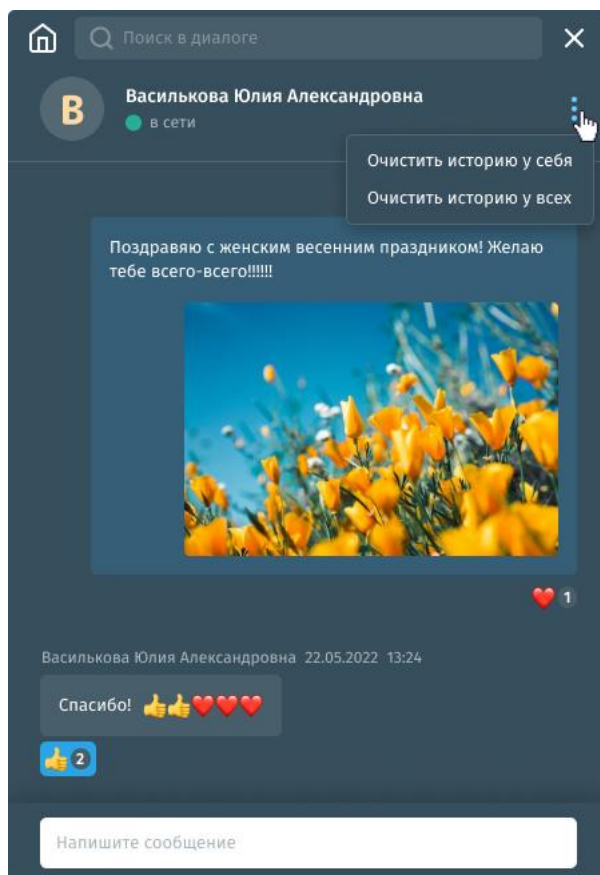 Поиск в диалоге
В
Василькова Юлия Александровна
в сети
Очистить историю у себя
Очистить историю у всех
Поздравяю с женским весенним праздником! Желаю
тебе всего-всего!!!!!!
1
Василькова Юлия Александровна 22.05.2022 13:24
Спасибо! 👍👍❤️❤️❤️
2
Напишите сообщение